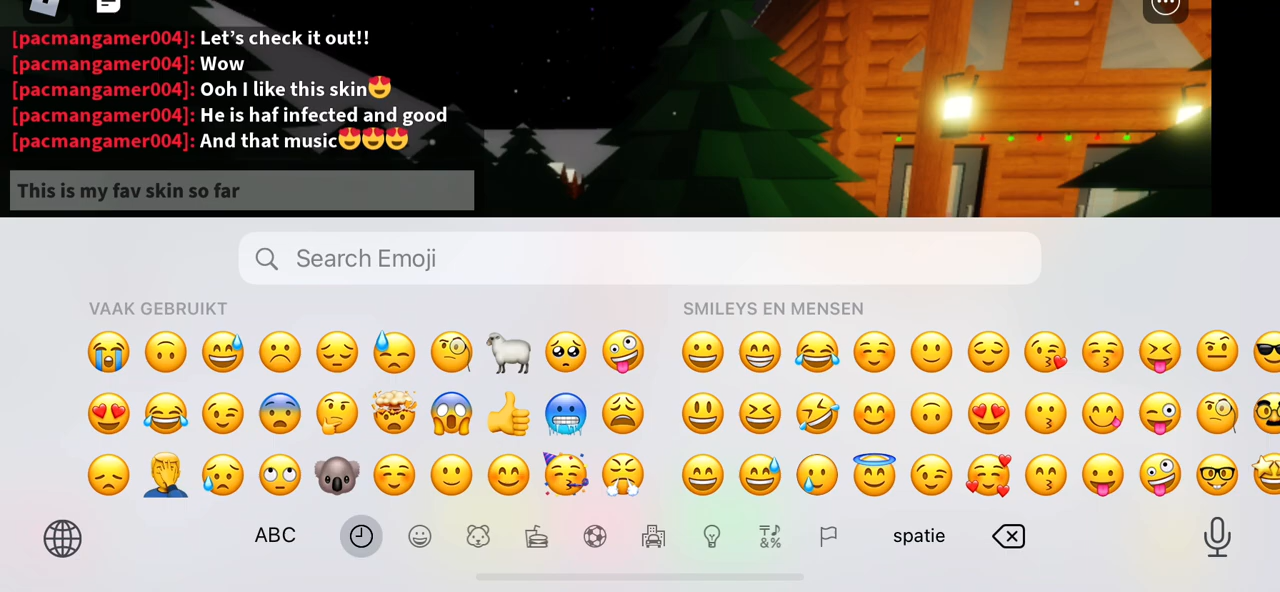 [pacmangamer004]: Let's check it out!!
[pacmangamer004]: Wow
[pacmangamer004]: Ooh I like this skin😍
[pacmangamer004]: He is haf infected and good
[pacmangamer004]: And that music😍😍😍
This is my fav skin so far
Search Emoji
VAAK GEBRUIKT
SMILEYS EN MENSEN
ABC
spatie